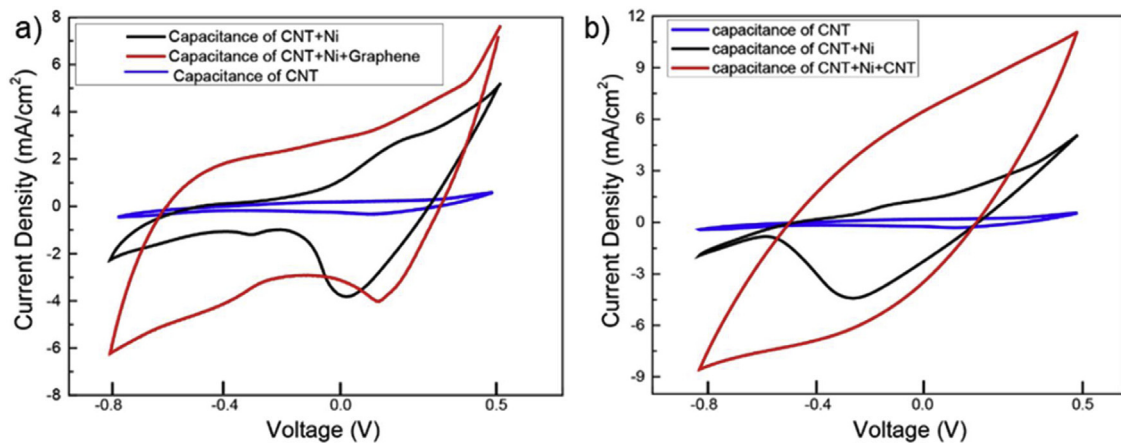 a)
Capacitance of CNT+Ni
Capacitance of CNT+Ni+Graphene
Capacitance of CNT
8
6
4
2
0
-2
-4
-6
-8
Current Density (mA/cm²)
-0.8 -0.4 0.0 0.5
Voltage (V)
b)
capacitance of CNT
capacitance of CNT+Ni
capacitance of CNT+Ni+CNT
12
9
6
3
0
-3
-6
-9
Current Density (mA/cm²)
-0.8 -0.4 0.0 0.5
Voltage (V)